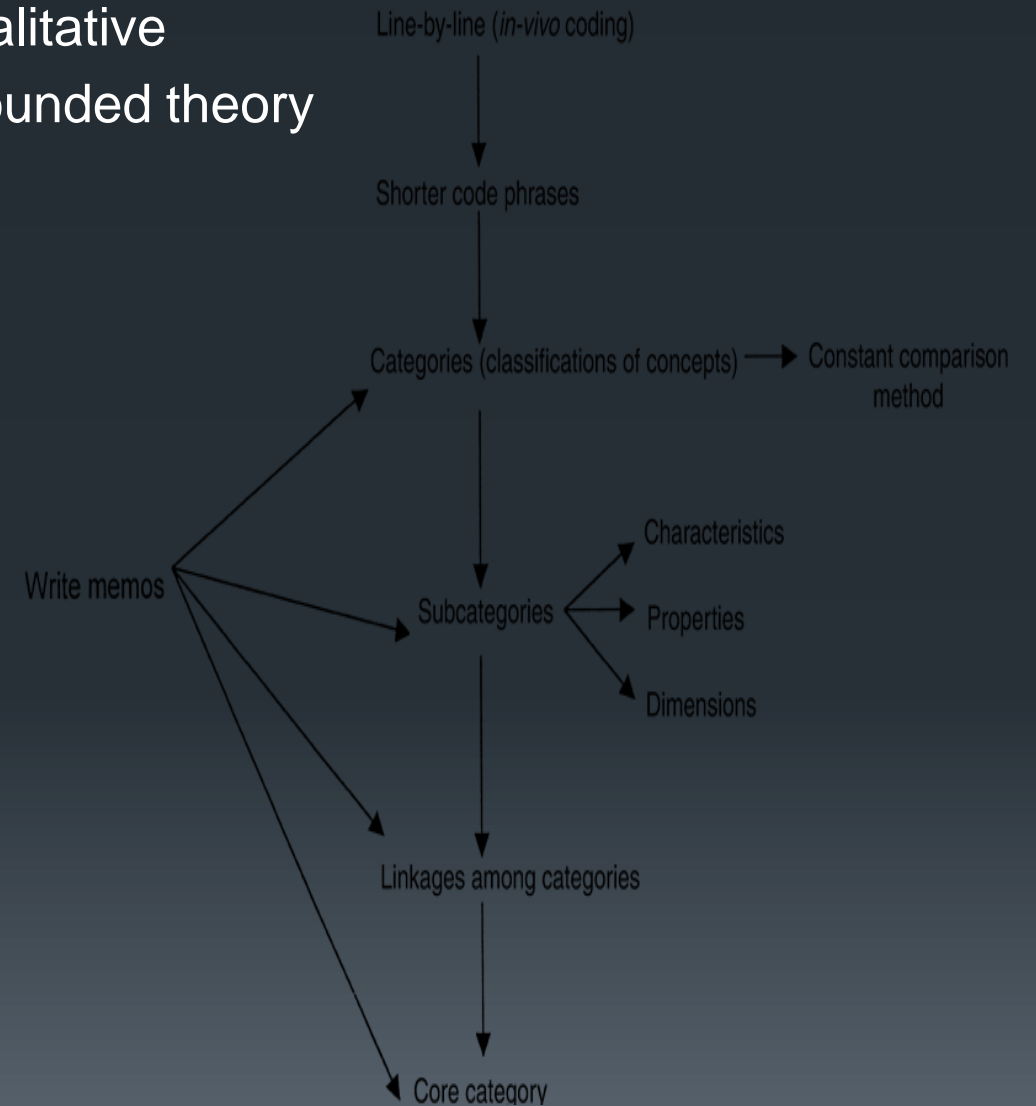 alitative
ounded theory
Line-by-line (in-vivo coding)
Shorter code phrases
Categories (classifications of concepts)
Constant comparison
method
Write memos
Subcategories
Characteristics
Properties
Dimensions
Linkages among categories
Core category